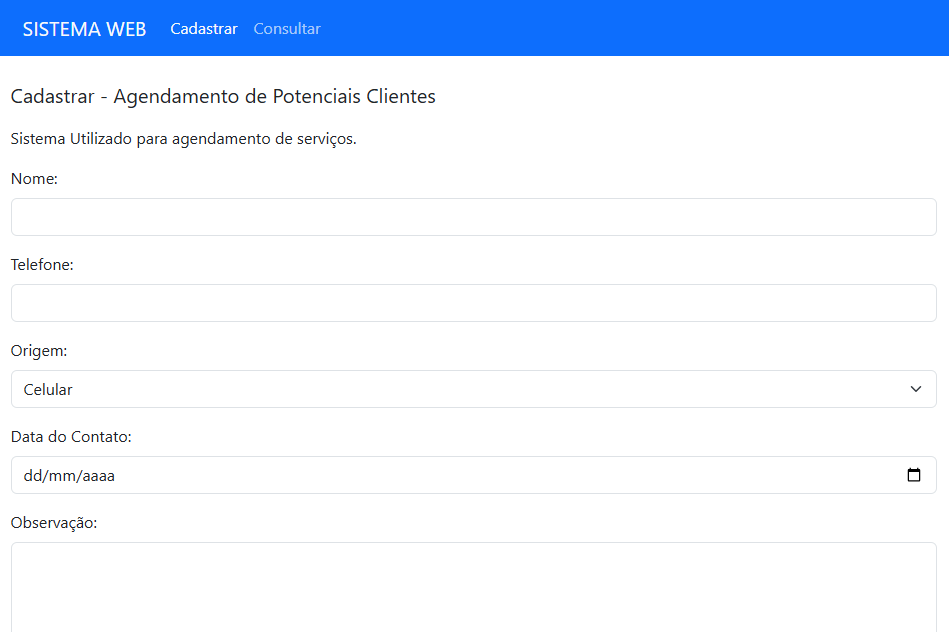 SISTEMA WEB Cadastrar Consultar
Cadastrar - Agendamento de Potenciais Clientes
Sistema Utilizado para agendamento de serviços.
Nome:
Telefone:
Origem:
Celular
Data do Contato:
dd/mm/aaaa
Observação: